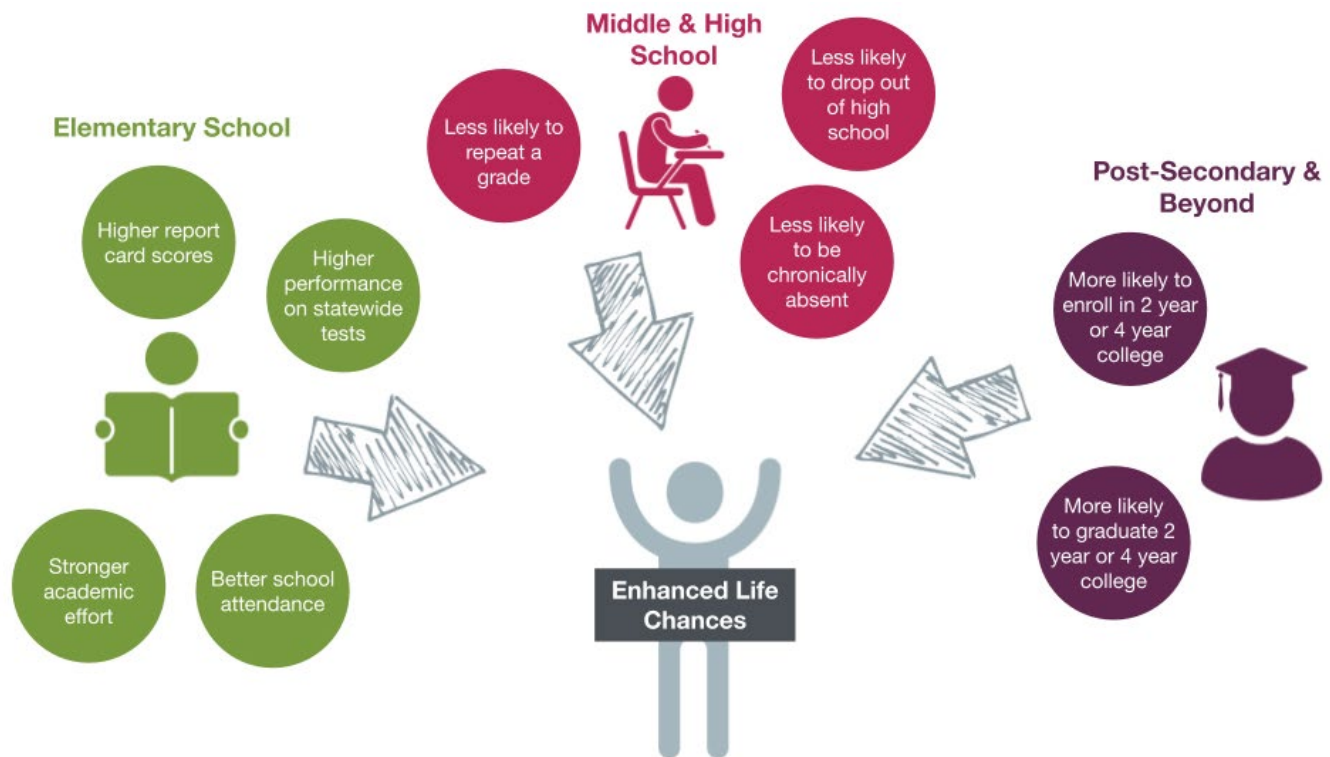 Elementary School
Higher report
card scores
Higher
performance
on statewide
tests
Stronger
academic
effort
Better school
attendance
Middle & High
School
Less likely to
repeat a
grade
Less likely
to drop out
of high
school
Less likely
to be
chronically
absent
Post-Secondary &
Beyond
More likely to
enroll in 2 year
or 4 year
college
More likely
to graduate 2
year or 4 year
college
Enhanced Life
Chances